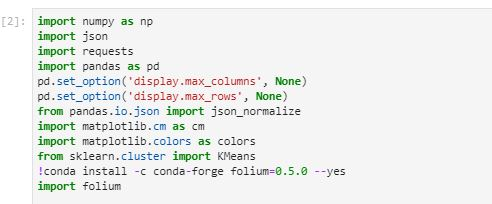 [2]: import numpy as np
import json
import requests
import pandas as pd
pd.set_option('display.max_columns', None)
pd.set_option('display.max_rows', None)
from pandas.io.json import json_normalize
import matplotlib.cm as cm
import matplotlib.colors as colors
from sklearn.cluster import KMeans
!conda install -c conda-forge folium=0.5.0 --yes
import folium